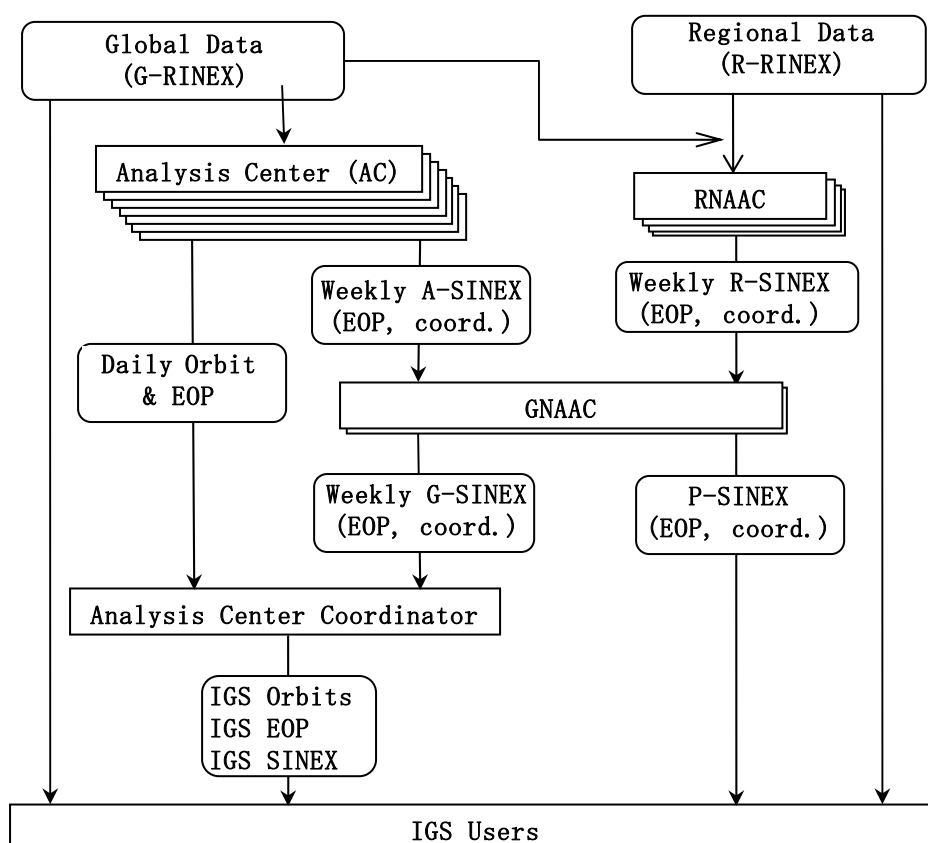 Global Data
(G-RINEX)
Regional Data
(R-RINEX)
Analysis Center (AC)
RNAAC
Weekly A-SINEX
(EOP, coord.)
Weekly R-SINEX
(EOP, coord.)
Daily Orbit
& EOP
GNAAC
Weekly G-SINEX
(EOP, coord.)
P-SINEX
(EOP, coord.)
Analysis Center Coordinator
IGS Orbits
IGS EOP
IGS SINEX
IGS Users